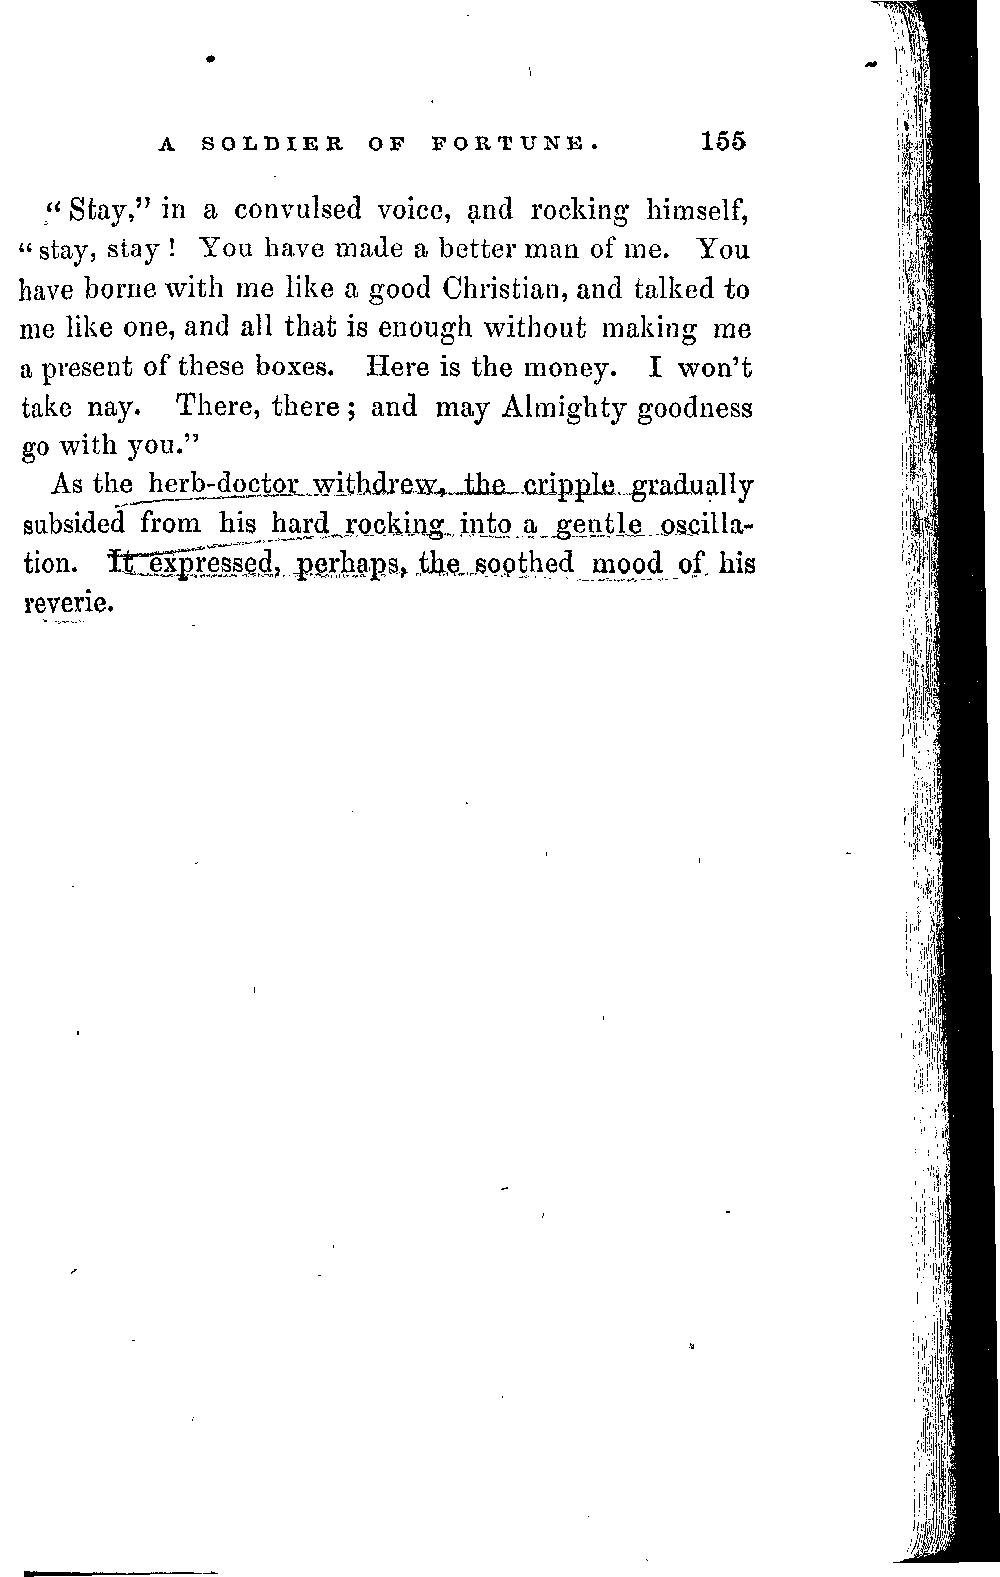 A SOLDIER OF FORTUNE. 155
"Stay," in a convulsed voice, and rocking himself,
"stay, stay! You have made a better man of me. You
have borne with me like a good Christian, and talked to
me like one, and all that is enough without making me
a present of these boxes. Here is the money. I won't
take nay. There, there; and may Almighty goodness
go with you."
As the herb-doctor withdrew, the cripple gradually
subsided from his hard rocking into a gentle oscilla-
tion. It expressed, perhaps, the soothed mood of his
reverie.